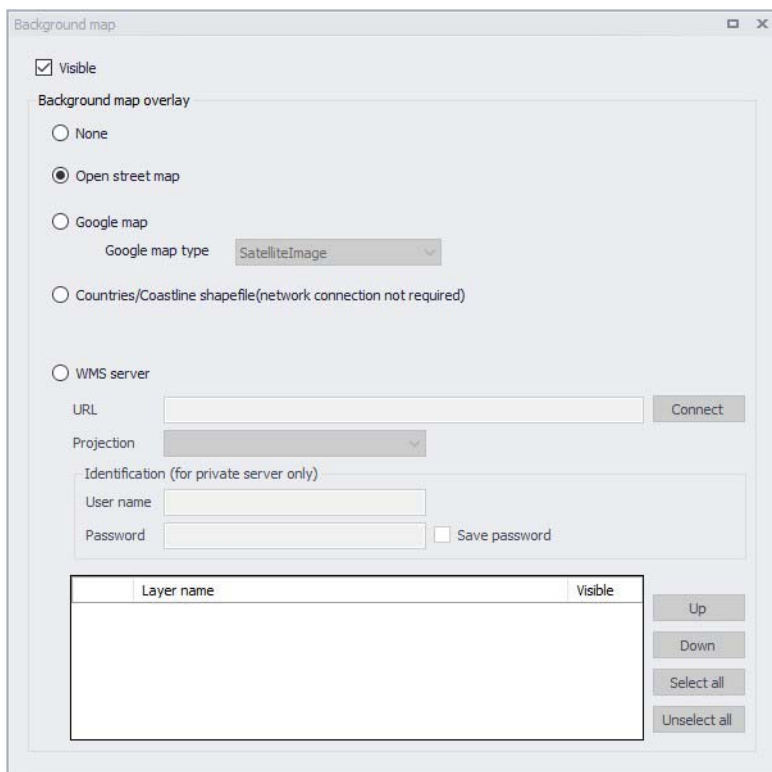 Background map
Visible
Background map overlay
None
Open street map
Google map
Google map type SatelliteImage
Countries/Coastline shapefile(network connection not required)
WMS server
URL Connect
Projection
Identification (for private server only)
User name
Password Save password
Layer name Visible
Up
Down
Select all
Unselect all